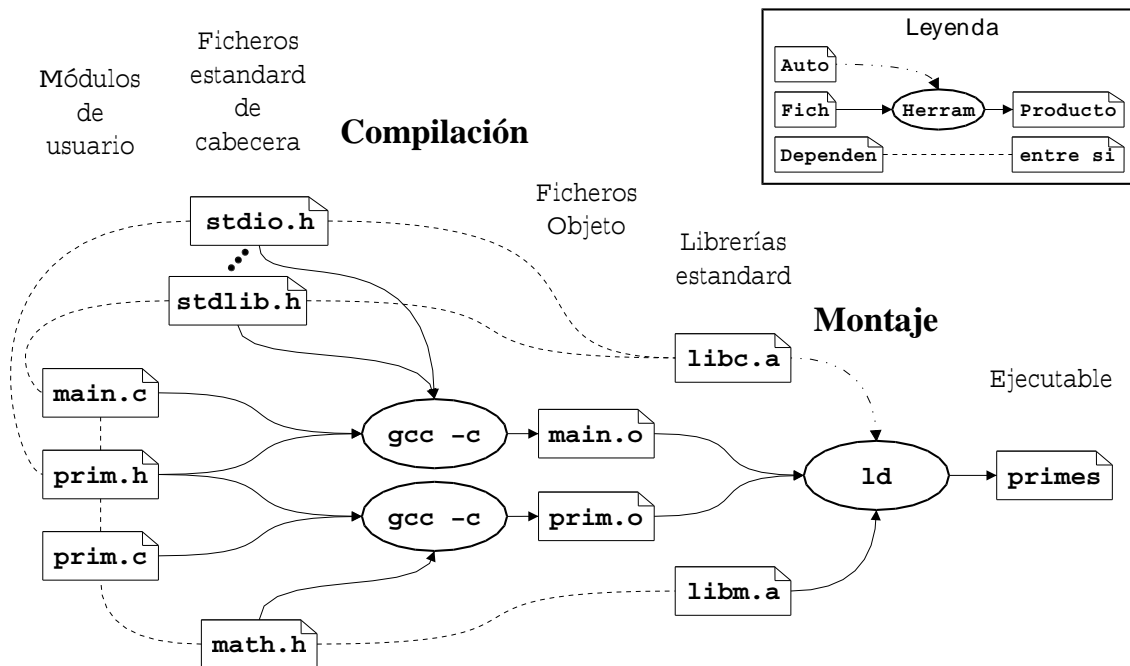 Módulos
de
usuario
Ficheros
estandard
de
cabecera
Compilación
Leyenda
Auto
Fich
Herram
Producto
Dependen
entre si
stdio.h
stdlib.h
Ficheros
Objeto
Librerías
estandard
Montaje
libc.a
Ejecutable
main.c
gcc -c
main.o
prim.h
ld
primes
prim.c
gcc -c
prim.o
math.h
libm.a